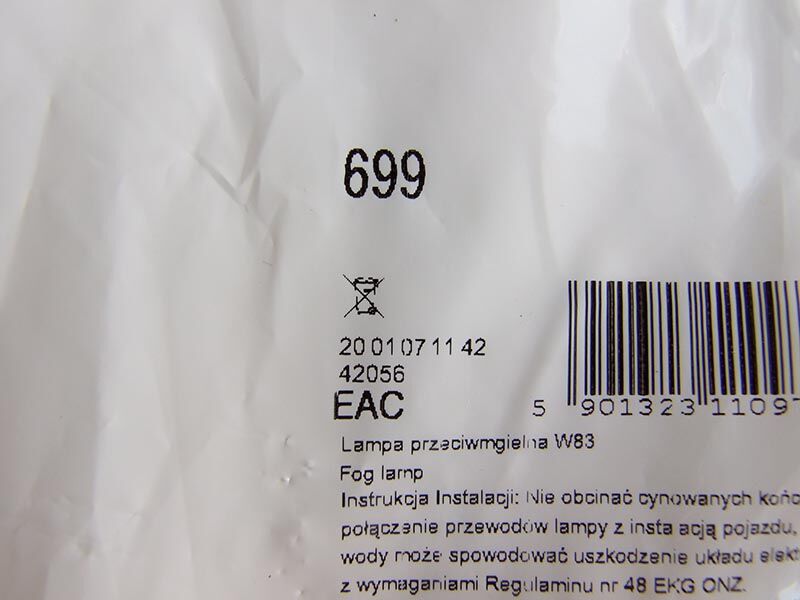 699
20 01 07 11 42
42056
EAC
5 901323 11097
Lampa przeciwmgielna W83
Fog lamp
Instrukcja Instalacji: Nie obcinać cynowanych końc
połączenie przewodów lampy z instalacją pojazdu,
wody może spowodować uszkodzenie układu elekt
z wymaganiami Regulaminu nr 48 EKG ONZ.